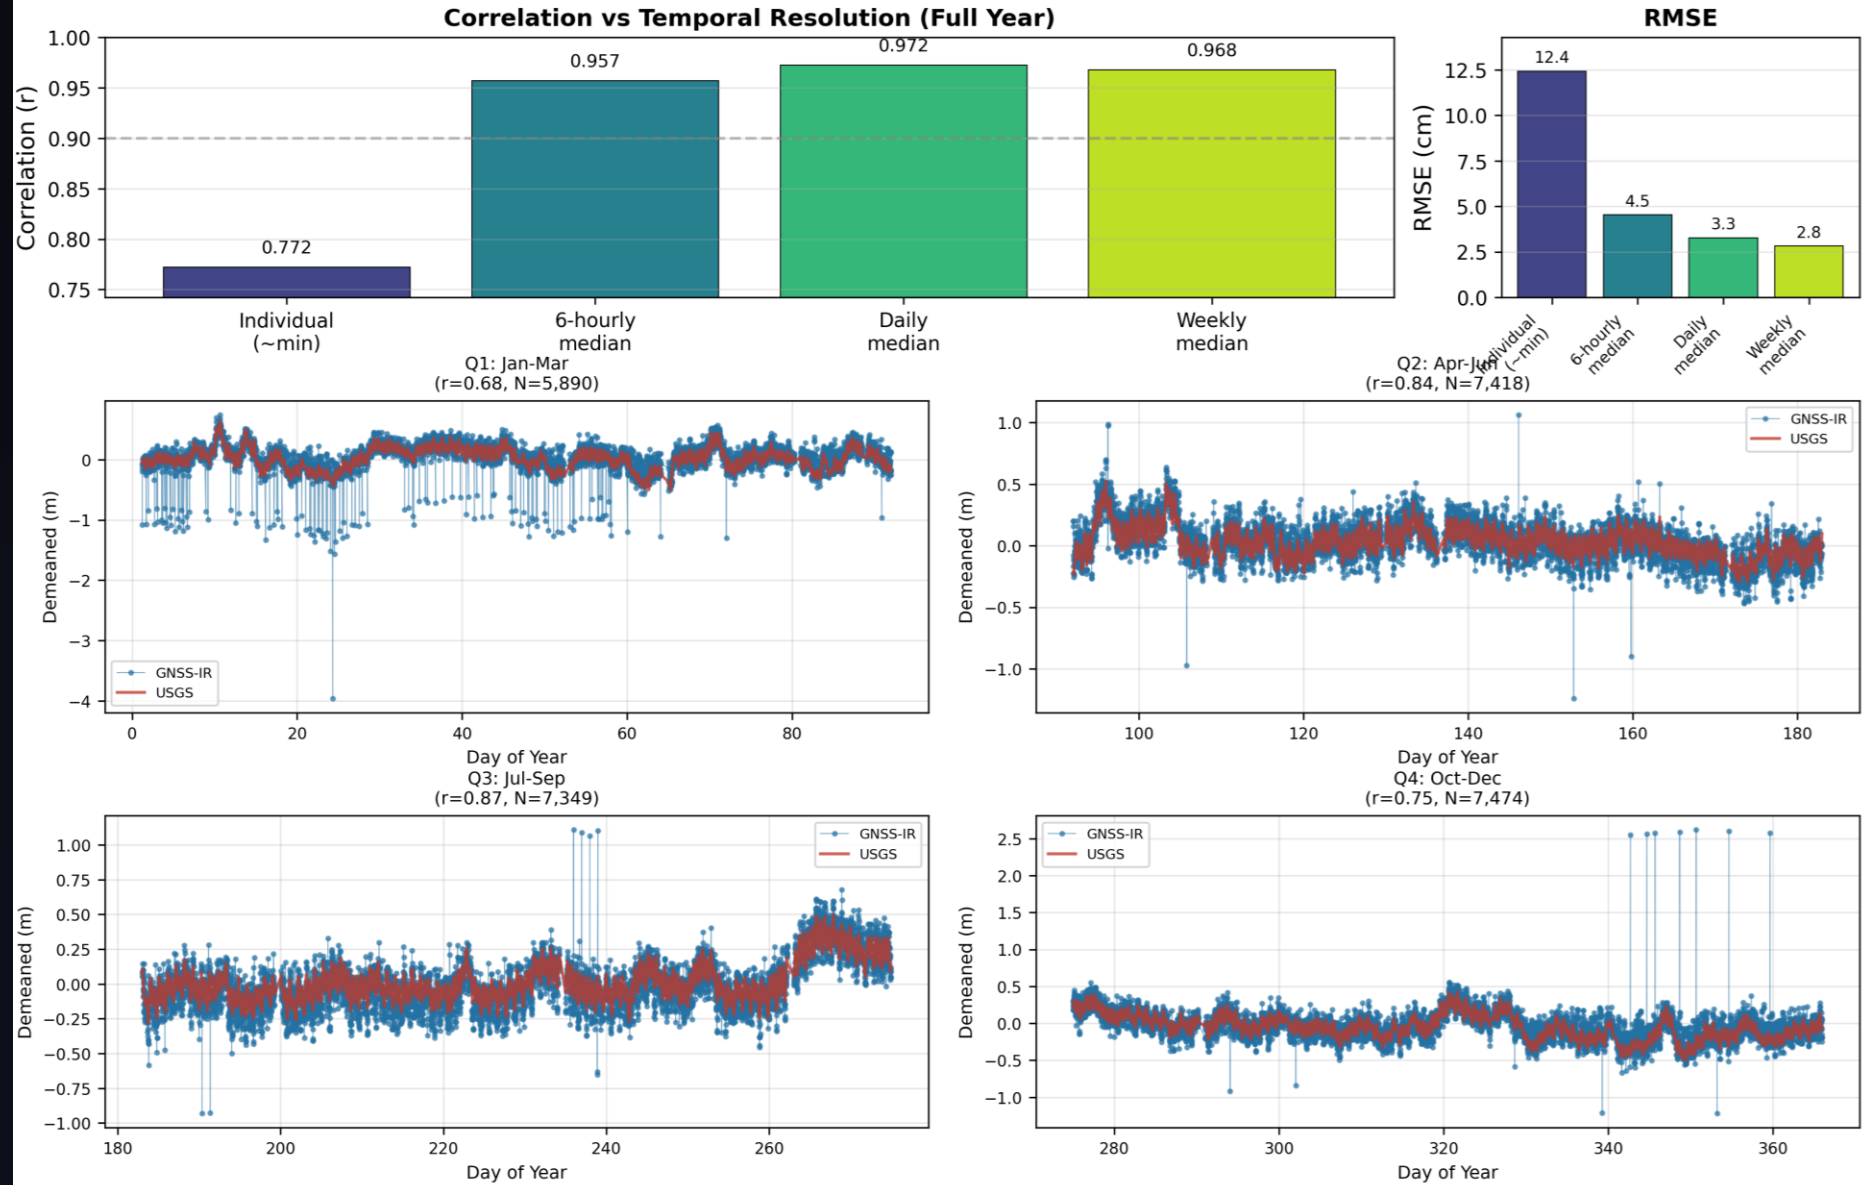 Correlation vs Temporal Resolution (Full Year)
Correlation (r)
1.00
0.95
0.90
0.85
0.80
0.75
0.772
0.957
0.972
0.968
Individual
(~min)
6-hourly
median
Daily
median
Weekly
median
RMSE
RMSE (cm)
12.5
10.0
7.5
5.0
2.5
0.0
12.4
4.5
3.3
2.8
Individual
(~min)
6-hourly
median
Daily
median
Weekly
median
Q1: Jan-Mar
(r=0.68, N=5,890)
Demeaned (m)
0
−1
−2
−3
−4
GNSS-IR
USGS
0 20 40 60 80
Day of Year
Q2: Apr-Jun
(r=0.84, N=7,418)
Demeaned (m)
1.0
0.5
0.0
−0.5
−1.0
GNSS-IR
USGS
100 120 140 160 180
Day of Year
Q3: Jul-Sep
(r=0.87, N=7,349)
Demeaned (m)
1.00
0.75
0.50
0.25
0.00
−0.25
−0.50
−0.75
−1.00
GNSS-IR
USGS
180 200 220 240 260
Day of Year
Q4: Oct-Dec
(r=0.75, N=7,474)
Demeaned (m)
2.5
2.0
1.5
1.0
0.5
0.0
−0.5
−1.0
GNSS-IR
USGS
280 300 320 340 360
Day of Year